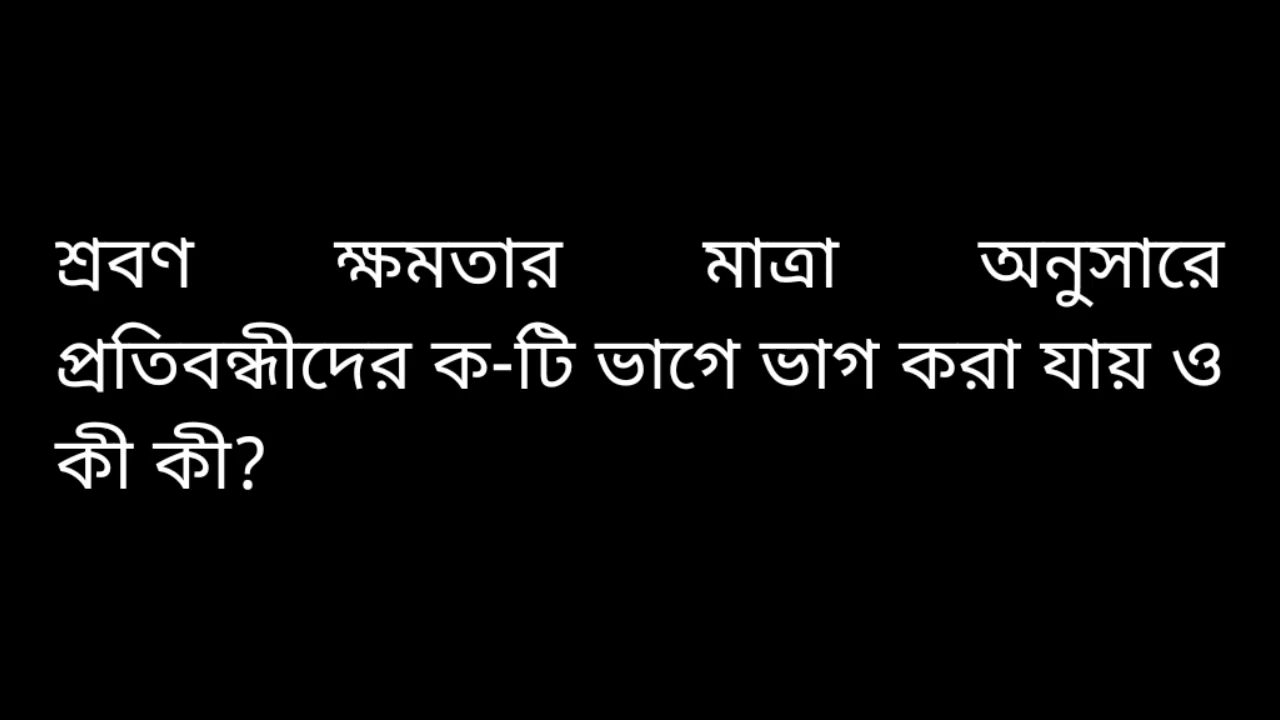 শ্রবণ ক্ষমতার মাত্রা অনুসারে
প্রতিবন্ধীদের ক-টি ভাগে ভাগ করা যায় ও
কী কী?